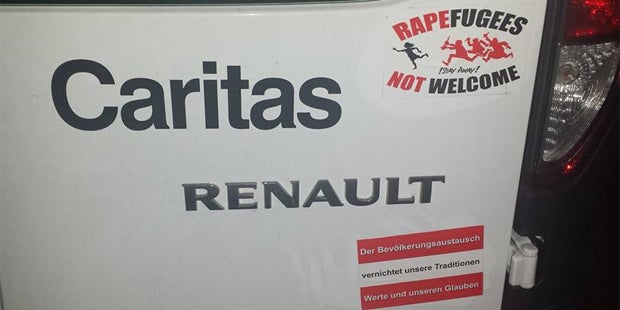 RAPEFUGEES
!STAY AWAY!
NOT WELCOME
Caritas
RENAULT
Der Bevölkerungsaustausch
vernichtet unsere Traditionen
Werte und unseren Glauben